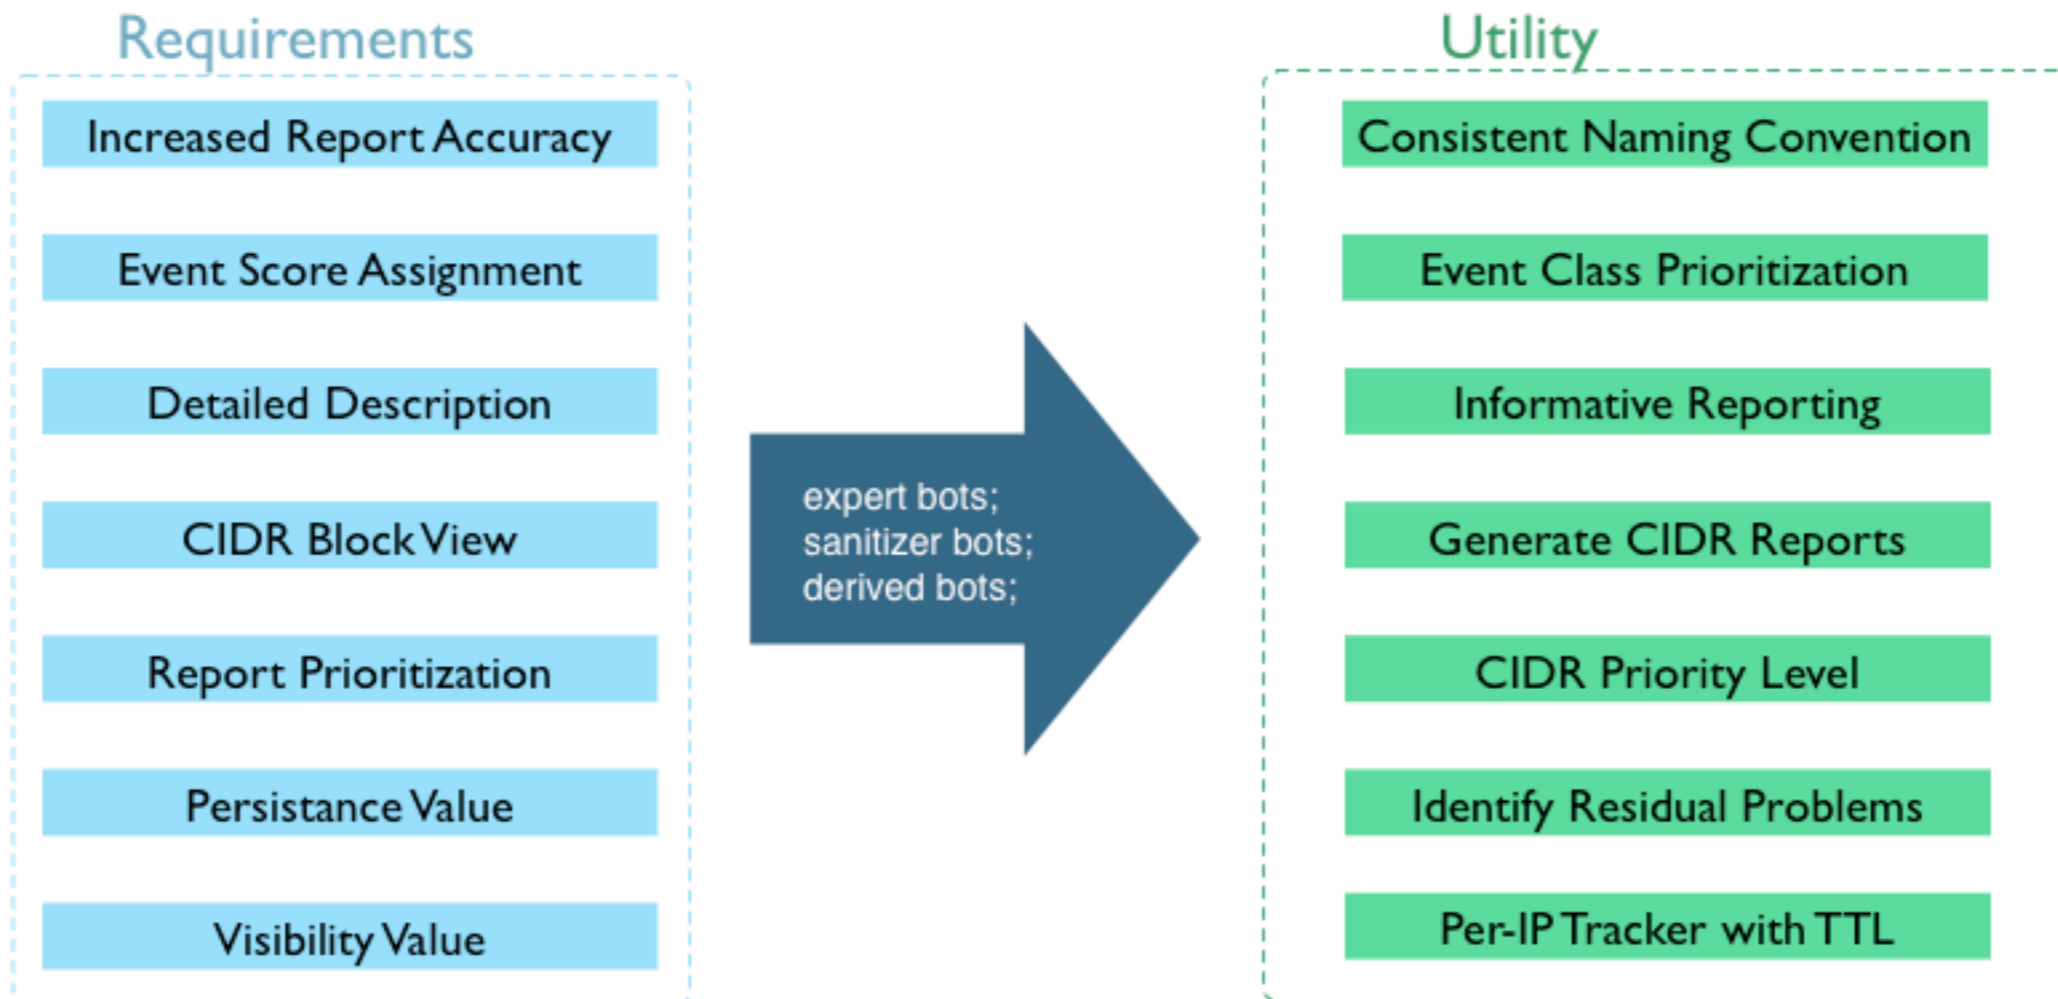 Requirements
Increased Report Accuracy
Event Score Assignment
Detailed Description
CIDR Block View
Report Prioritization
Persistance Value
Visibility Value
expert bots;
sanitizer bots;
derived bots;
Utility
Consistent Naming Convention
Event Class Prioritization
Informative Reporting
Generate CIDR Reports
CIDR Priority Level
Identify Residual Problems
Per-IP Tracker with TTL